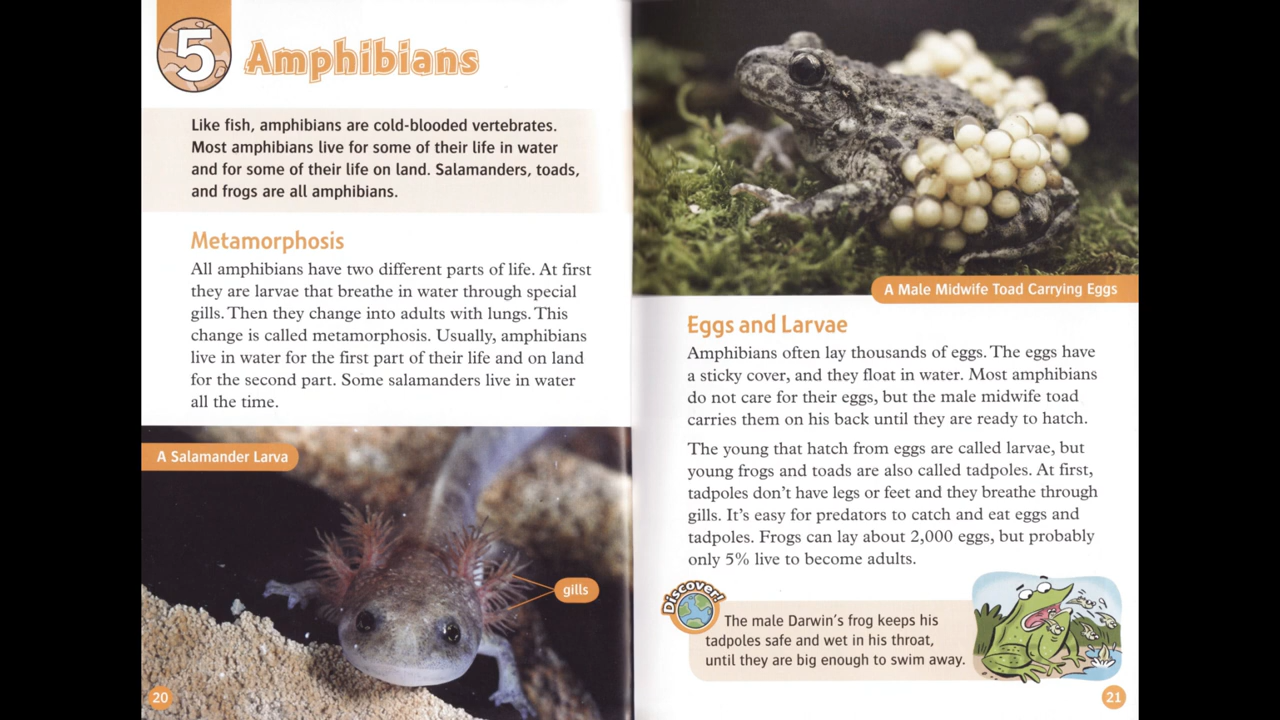 5
Amphibians
Like fish, amphibians are cold-blooded vertebrates.
Most amphibians live for some of their life in water
and for some of their life on land. Salamanders, toads,
and frogs are all amphibians.
Metamorphosis
All amphibians have two different parts of life. At first
they are larvae that breathe in water through special
gills. Then they change into adults with lungs. This
change is called metamorphosis. Usually, amphibians
live in water for the first part of their life and on land
for the second part. Some salamanders live in water
all the time.
A Salamander Larva
gills
20
A Male Midwife Toad Carrying Eggs
Eggs and Larvae
Amphibians often lay thousands of eggs. The eggs have
a sticky cover, and they float in water. Most amphibians
do not care for their eggs, but the male midwife toad
carries them on his back until they are ready to hatch.
The young that hatch from eggs are called larvae, but
young frogs and toads are also called tadpoles. At first,
tadpoles don't have legs or feet and they breathe through
gills. It's easy for predators to catch and eat eggs and
tadpoles. Frogs can lay about 2,000 eggs, but probably
only 5% live to become adults.
Discover!
The male Darwin's frog keeps his
tadpoles safe and wet in his throat,
until they are big enough to swim away.
21